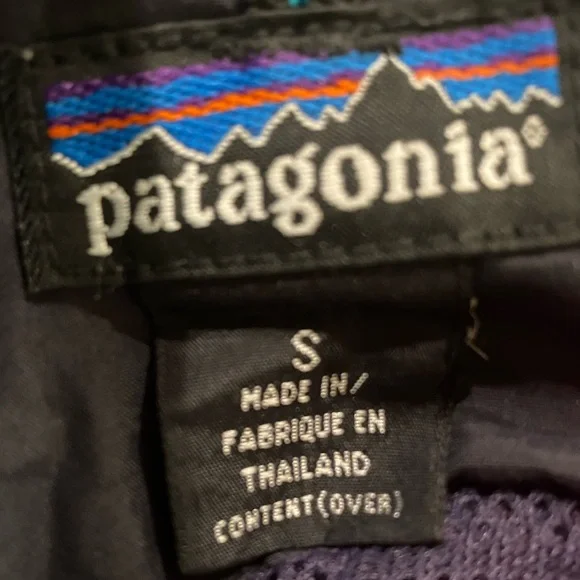 patagonia®
S
MADE IN/
FABRIQUE EN
THAILAND
CONTENT(OVER)